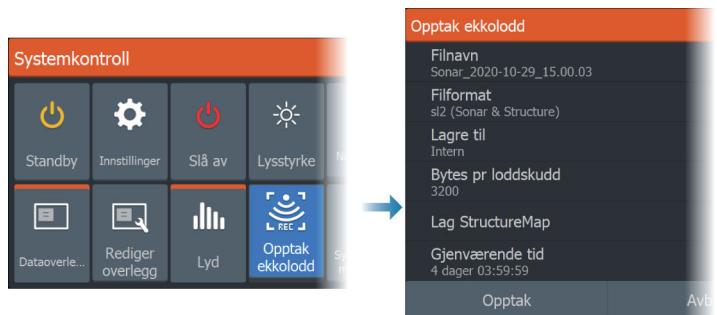 Systemkontroll
Standby
Innstillinger
Slå av
Lysstyrke
Dataoverle...
Rediger
overlegg
Lyd
REC
Opptak
ekkolodd
Opptak ekkolodd
Filnavn
Sonar_2020-10-29_15.00.03
Filformat
sl2 (Sonar & Structure)
Lagre til
Intern
Bytes pr loddskudd
3200
Lag StructureMap
Gjenværende tid
4 dager 03:59:59
Opptak